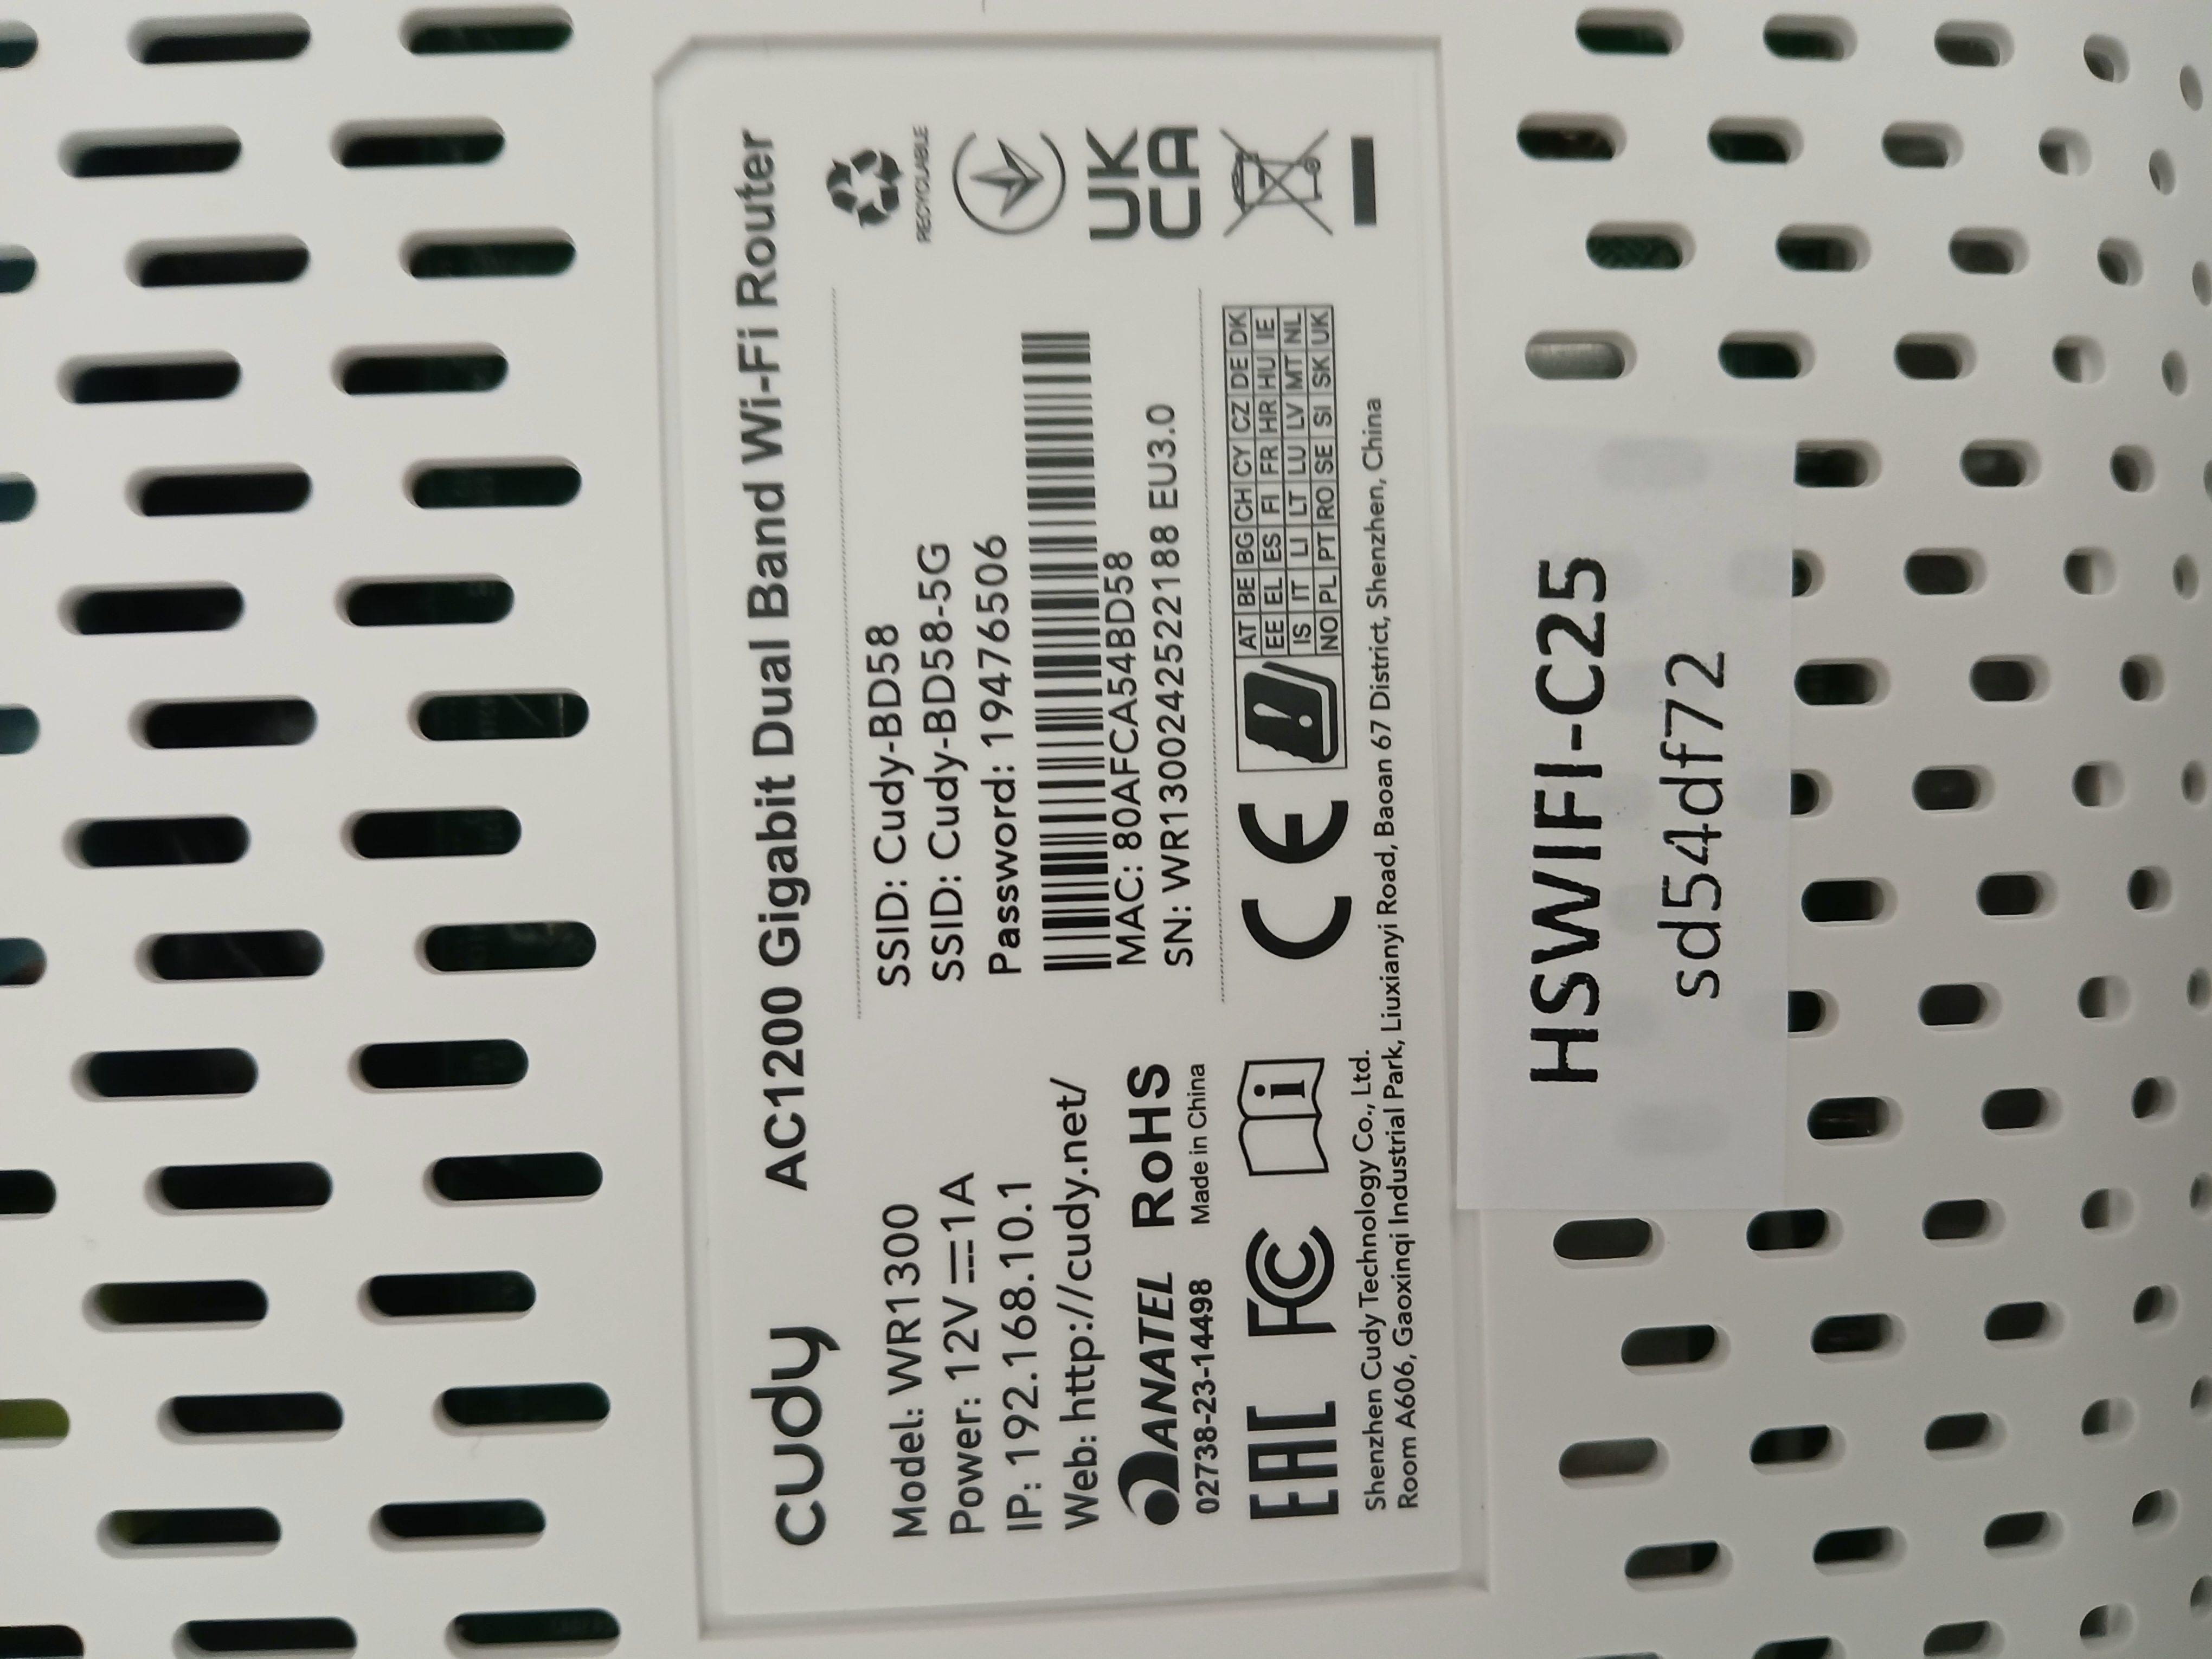 cudy AC1200 Gigabit Dual Band Wi-Fi Router
Model: WR1300
Power: 12V⎓1A
IP: 192.168.10.1
Web: http://cudy.net/
ANATEL RoHS
02738-23-14498 Made in China
SSID: Cudy-BD58
SSID: Cudy-BD58-5G
Password: 19476506
MAC: 80AFCA54BD58
SN: WR1300242522188 EU3.0
RECYCLABLE
UK
CA
EAC FC i CE
AT BE BG CH CY CZ DE DK
EE EL ES FI FR HR HU IE
IS IT LI LT LU LV MT NL
NO PL PT RO SE SI SK UK
Shenzhen Cudy Technology Co., Ltd.
Room A606, Gaoxinqi Industrial Park, Liuxianyi Road, Baoan 67 District, Shenzhen, China
HSWIFI-C25
sd54df72